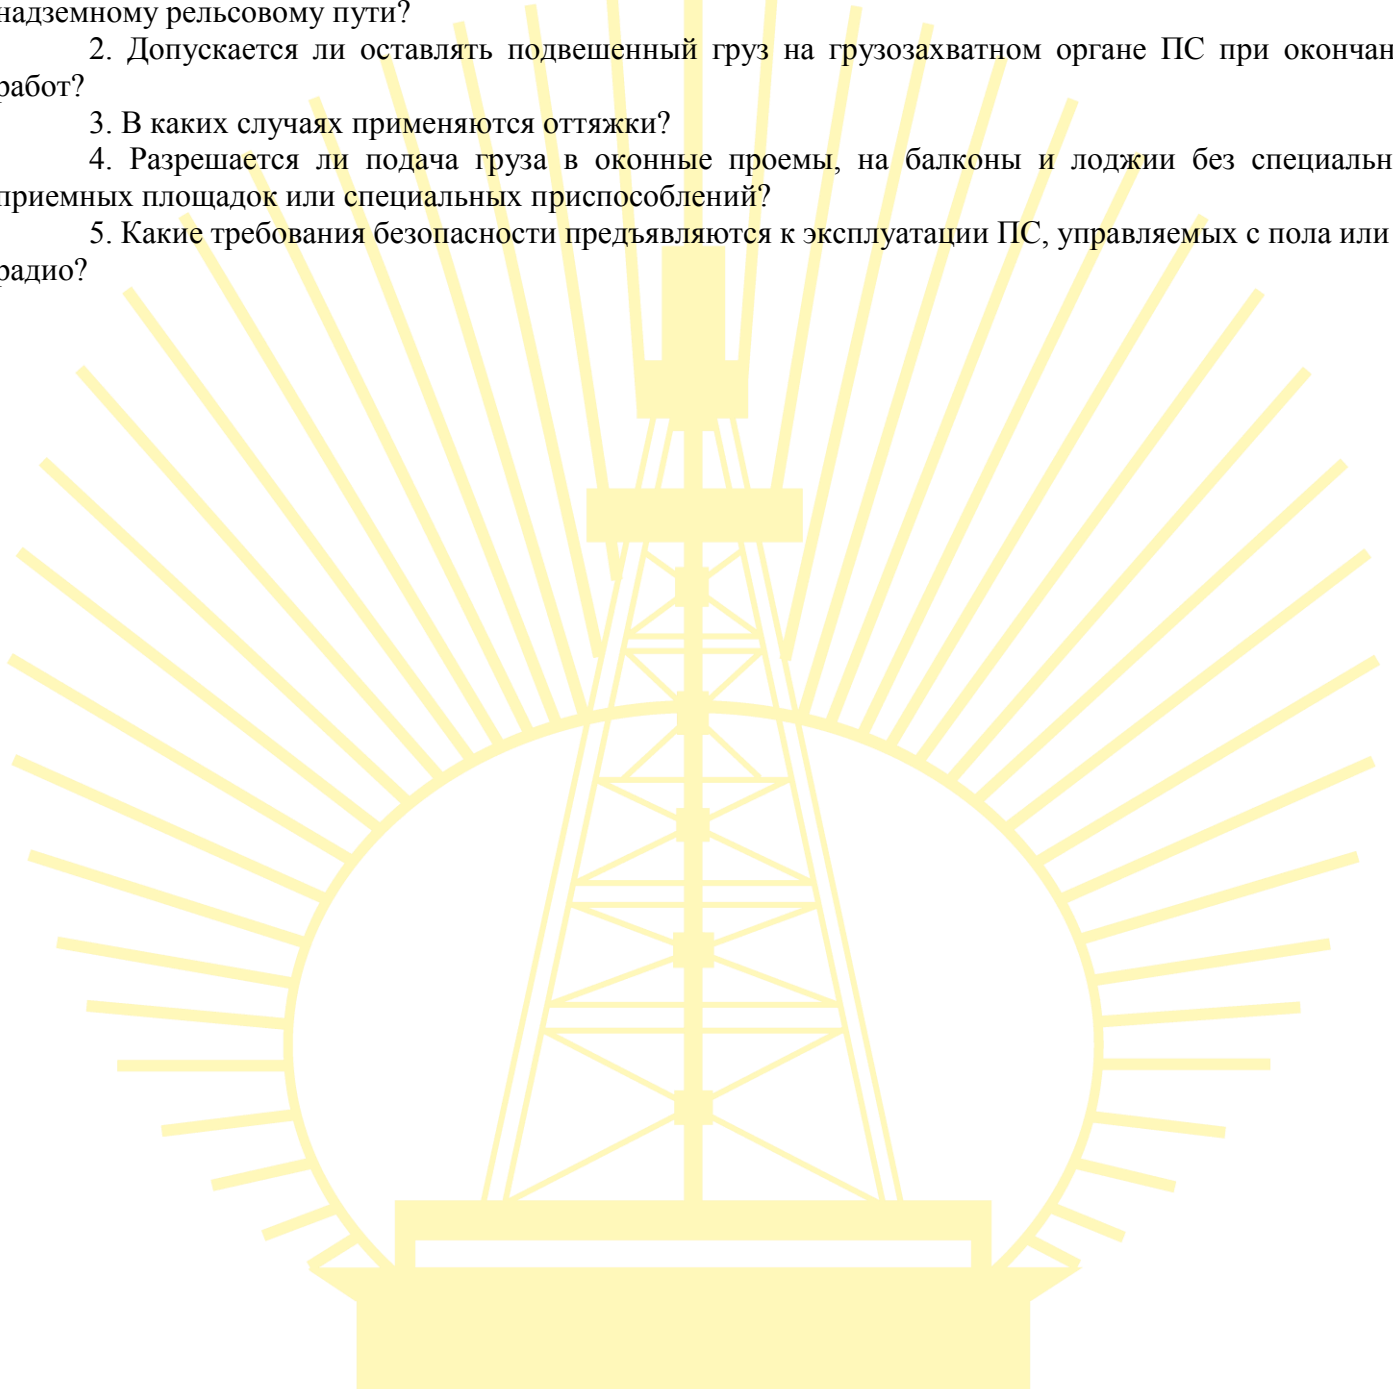 надземному рельсовому пути?
2. Допускается ли оставлять подвешенный груз на грузозахватном органе ПС при окончан
работ?
3. В каких случаях применяются оттяжки?
4. Разрешается ли подача груза в оконные проемы, на балконы и лоджии без специальн
приемных площадок или специальных приспособлений?
5. Какие требования безопасности предъявляются к эксплуатации ПС, управляемых с пола или
радио?